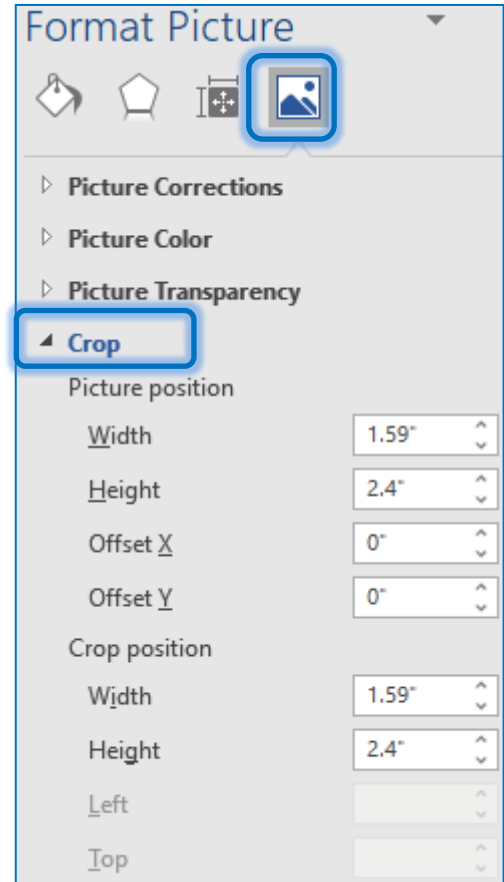 Format Picture
Picture Corrections
Picture Color
Picture Transparency
Crop
Picture position
Width 1.59"
Height 2.4"
Offset X 0"
Offset Y 0"
Crop position
Width 1.59"
Height 2.4"
Left
Top